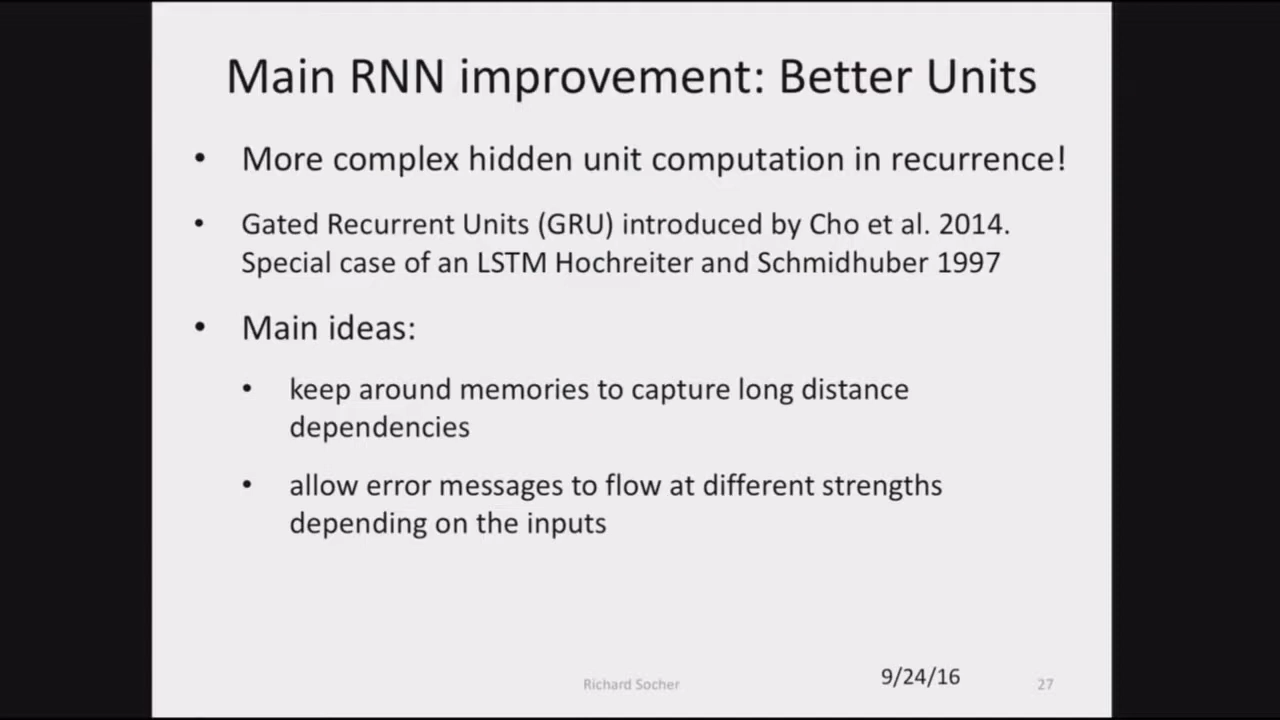 Main RNN improvement: Better Units
• More complex hidden unit computation in recurrence!
• Gated Recurrent Units (GRU) introduced by Cho et al. 2014.
Special case of an LSTM Hochreiter and Schmidhuber 1997
• Main ideas:
• keep around memories to capture long distance
dependencies
• allow error messages to flow at different strengths
depending on the inputs
Richard Socher
9/24/16
27